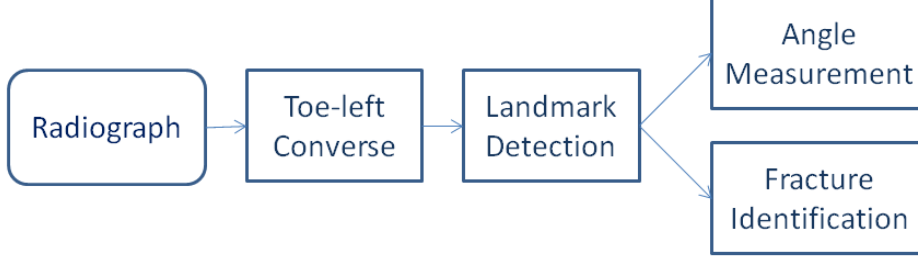 Radiograph
Toe-left
Converse
Landmark
Detection
Angle
Measurement
Fracture
Identification